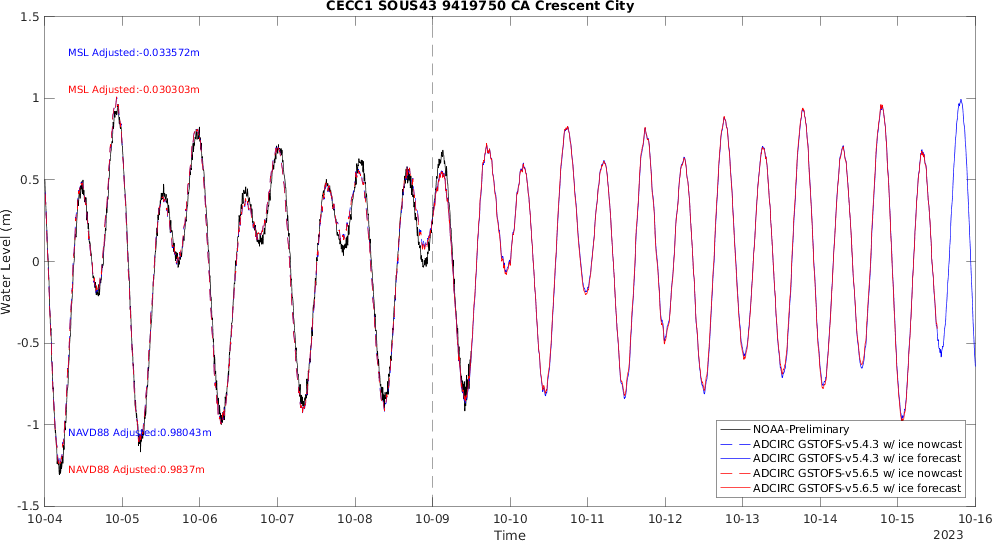 CECC1 SOUS43 9419750 CA Crescent City
MSL Adjusted:-0.033572m
MSL Adjusted:-0.030303m
NAVD88 Adjusted:0.98043m
NAVD88 Adjusted:0.9837m
Water Level (m)
1.5
1
0.5
0
-0.5
-1
-1.5
NOAA-Preliminary
ADCIRC GSTOFS-v5.4.3 w/ ice nowcast
ADCIRC GSTOFS-v5.4.3 w/ ice forecast
ADCIRC GSTOFS-v5.6.5 w/ ice nowcast
ADCIRC GSTOFS-v5.6.5 w/ ice forecast
10-04 10-05 10-06 10-07 10-08 10-09 10-10 10-11 10-12 10-13 10-14 10-15 10-16
Time
2023